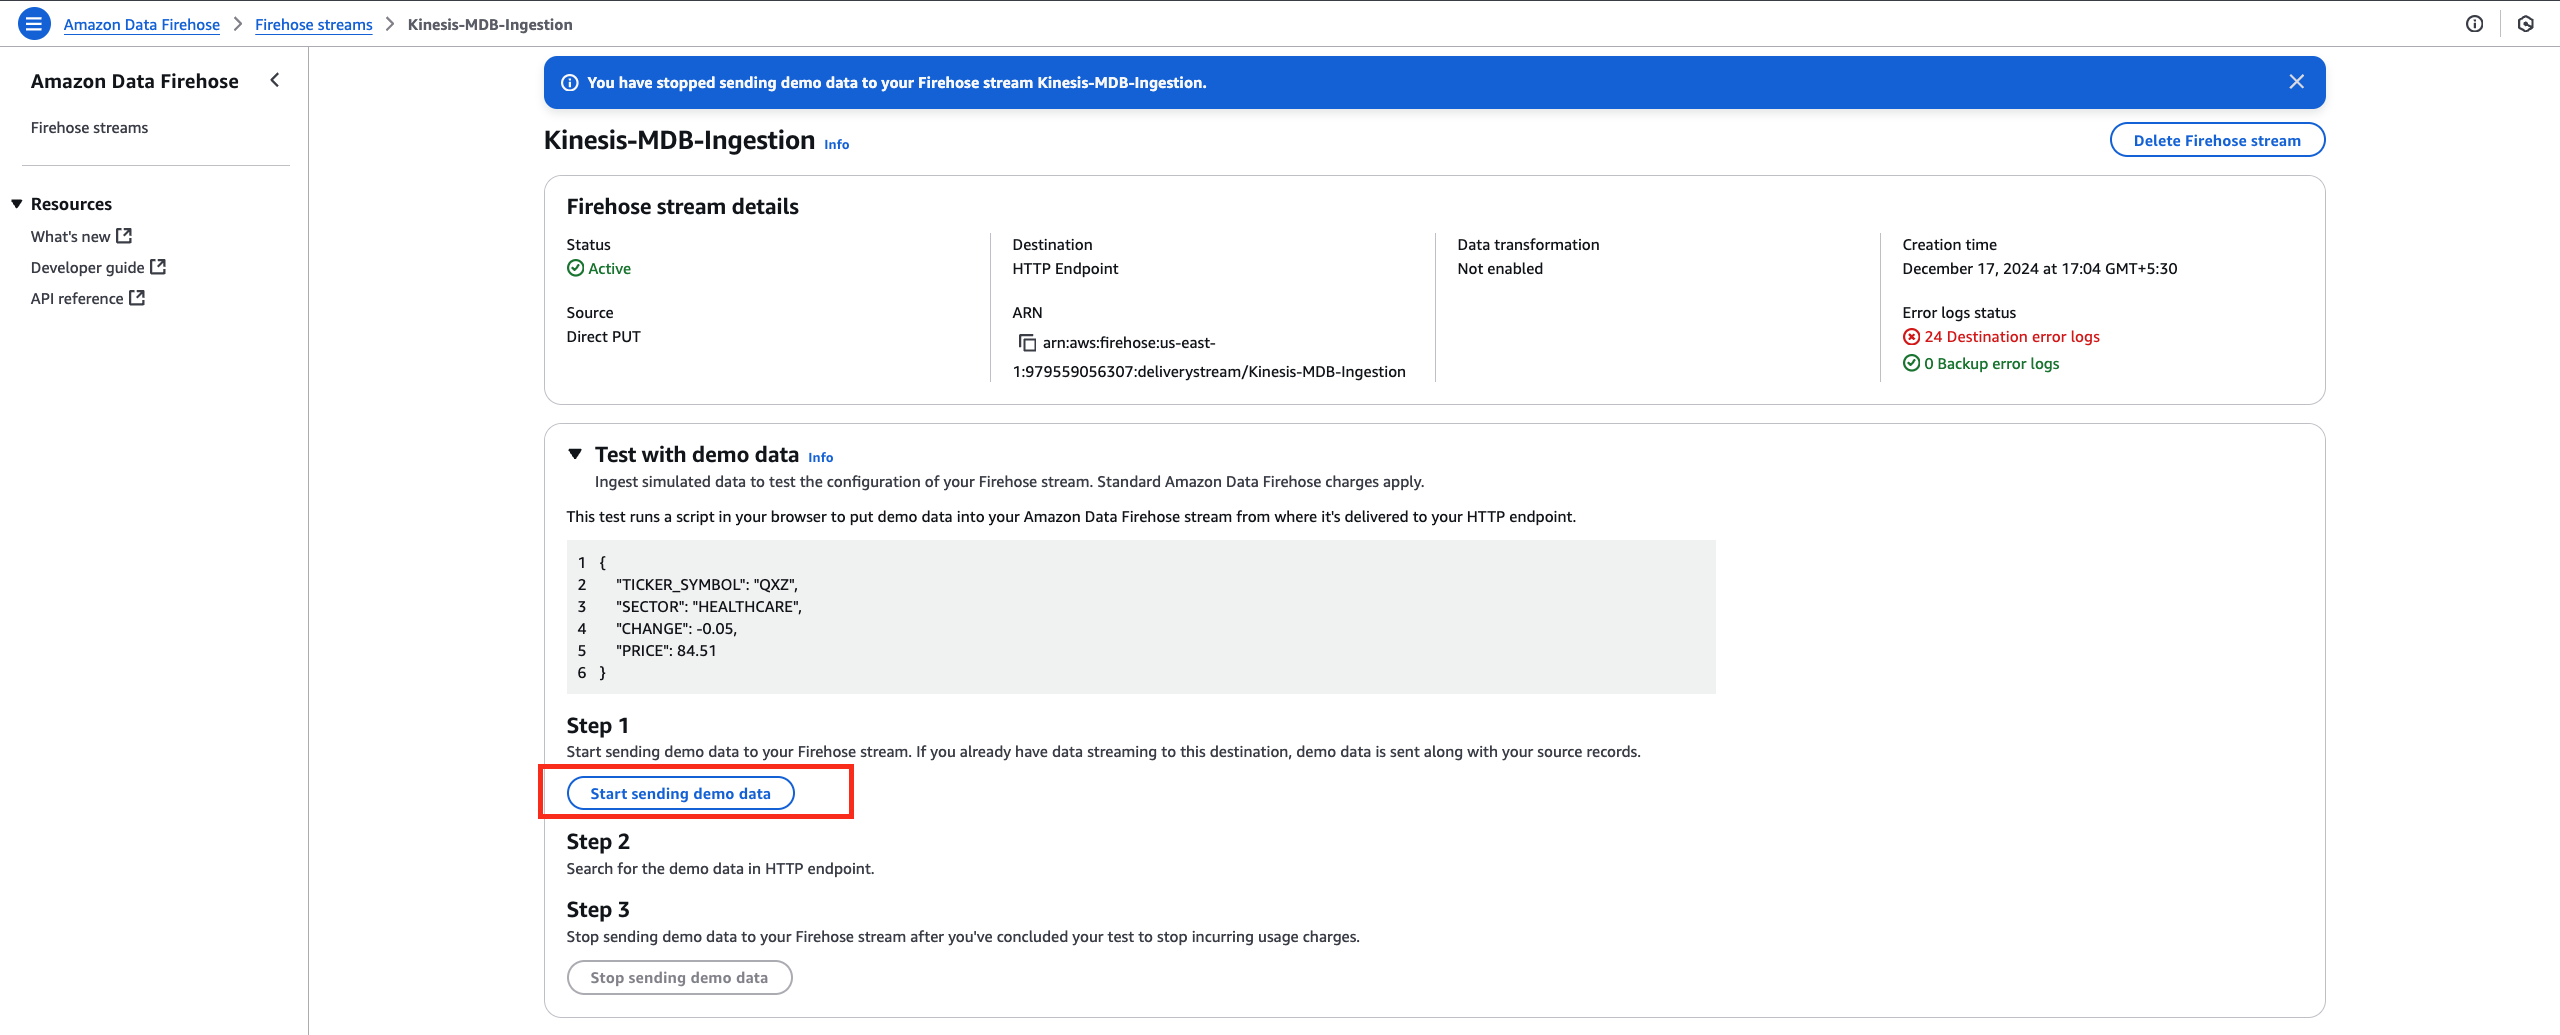 Amazon Data Firehose > Firehose streams > Kinesis-MDB-Ingestion
Amazon Data Firehose
Firehose streams
Resources
What's new
Developer guide
API reference
You have stopped sending demo data to your Firehose stream Kinesis-MDB-Ingestion.
Kinesis-MDB-Ingestion Info
Delete Firehose stream
Firehose stream details
Status
Active
Source
Direct PUT
Destination
HTTP Endpoint
ARN
arn:aws:firehose:us-east-
1:979559056307:deliverystream/Kinesis-MDB-Ingestion
Data transformation
Not enabled
Creation time
December 17, 2024 at 17:04 GMT+5:30
Error logs status
24 Destination error logs
0 Backup error logs
Test with demo data Info
Ingest simulated data to test the configuration of your Firehose stream. Standard Amazon Data Firehose charges apply.
This test runs a script in your browser to put demo data into your Amazon Data Firehose stream from where it's delivered to your HTTP endpoint.
1 {
2 "TICKER_SYMBOL": "QXZ",
3 "SECTOR": "HEALTHCARE",
4 "CHANGE": -0.05,
5 "PRICE": 84.51
6 }
Step 1
Start sending demo data to your Firehose stream. If you already have data streaming to this destination, demo data is sent along with your source records.
Start sending demo data
Step 2
Search for the demo data in HTTP endpoint.
Step 3
Stop sending demo data to your Firehose stream after you've concluded your test to stop incurring usage charges.
Stop sending demo data